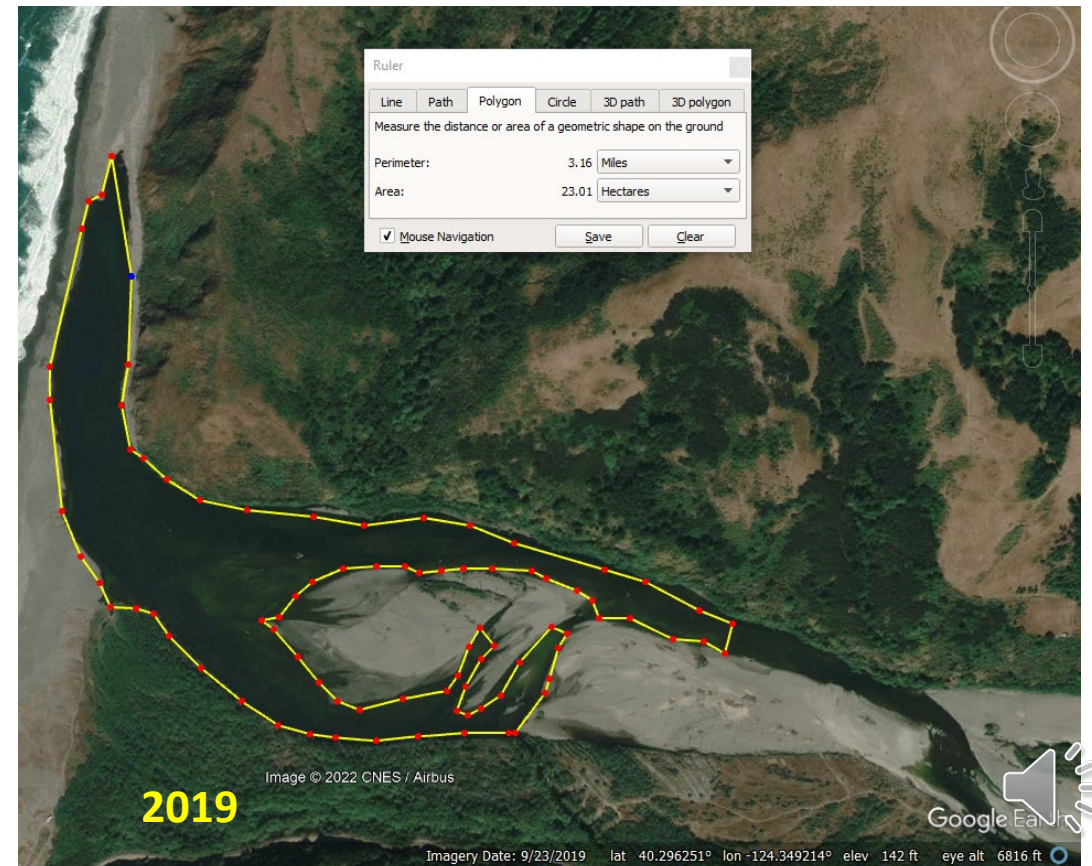 Ruler
Line Path Polygon Circle 3D path 3D polygon
Measure the distance or area of a geometric shape on the ground
Perimeter: 3.16 Miles
Area: 23.01 Hectares
Mouse Navigation Save Clear
Image © 2022 CNES / Airbus
2019
Google Earth
Imagery Date: 9/23/2019 lat 40.296251° lon -124.349214° elev 142 ft eye alt 6816 ft